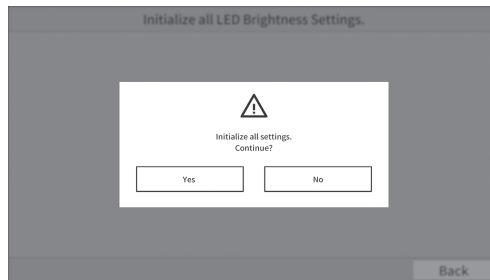 Initialize all LED Brightness Settings.
Initialize all settings.
Continue?
Yes
No
Back